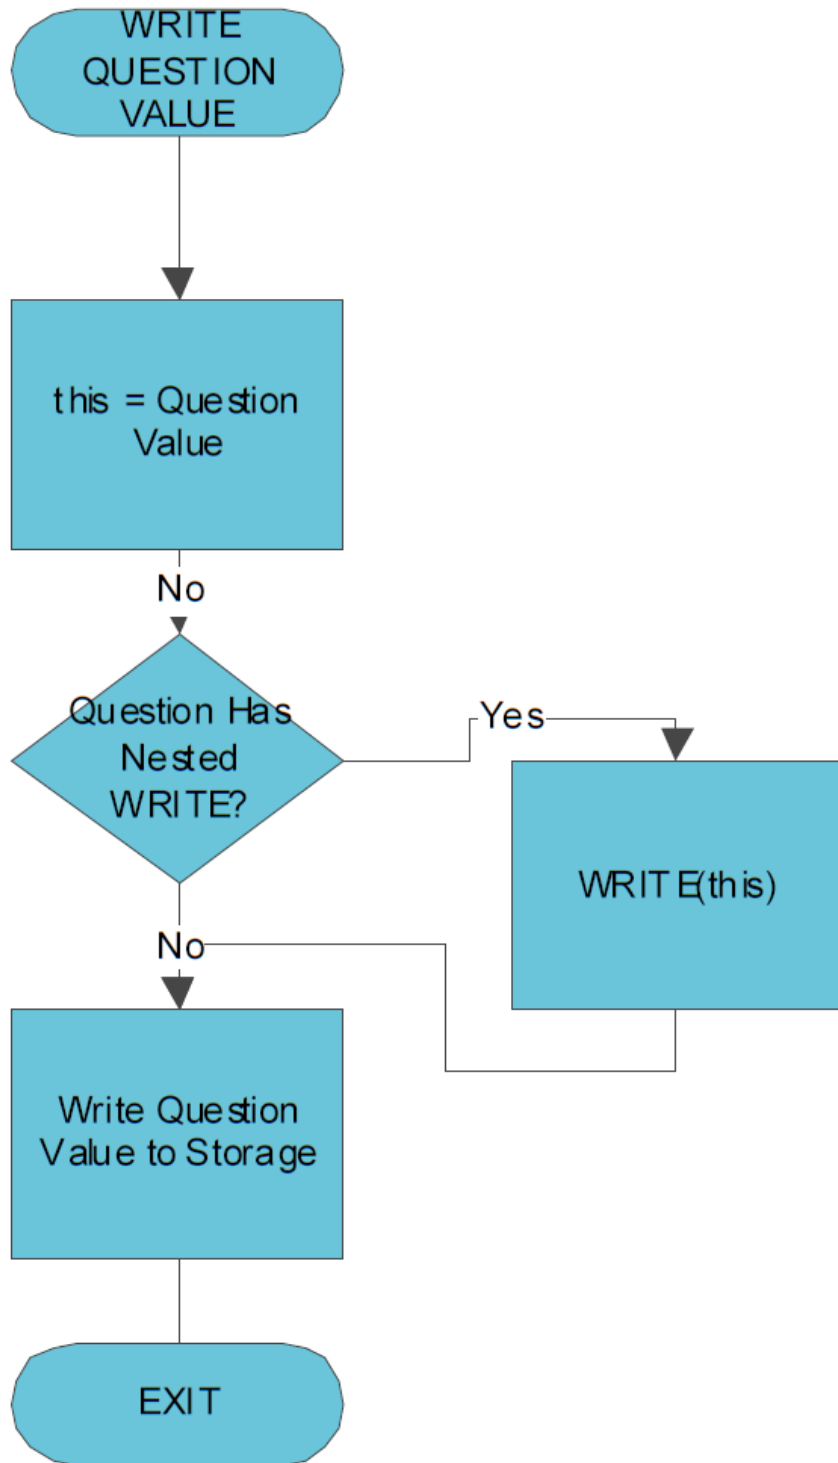 WRITE
QUESTION
VALUE
this = Question
Value
No
Question Has
Nested
WRITE?
Yes
WRITE(this)
No
Write Question
Value to Storage
EXIT